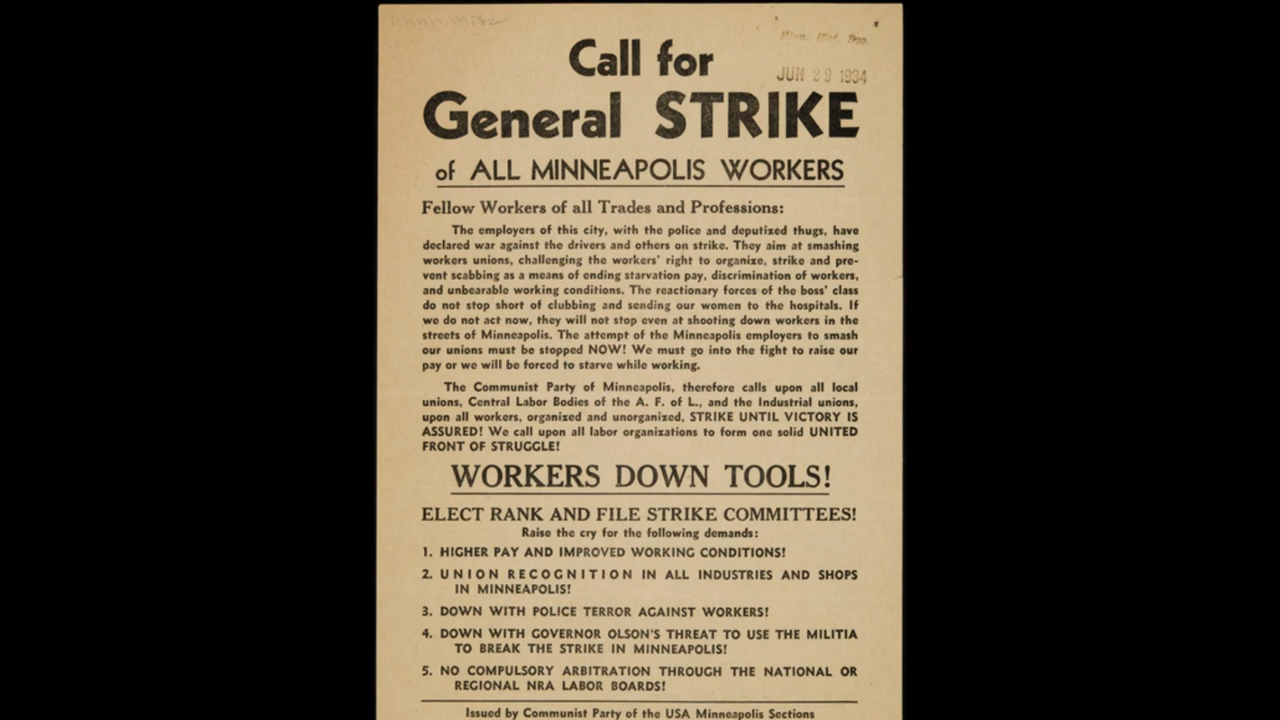 Minn. Hist. Soc.
JUN 29 1934
Call for
General STRIKE
of ALL MINNEAPOLIS WORKERS
Fellow Workers of all Trades and Professions:
The employers of this city, with the police and deputized thugs, have
declared war against the drivers and others on strike. They aim at smashing
workers unions, challenging the workers' right to organize, strike and pre-
vent scabbing as a means of ending starvation pay, discrimination of workers,
and unbearable working conditions. The reactionary forces of the boss' class
do not stop short of clubbing and sending our women to the hospitals. If
we do not act now, they will not stop even at shooting down workers in the
streets of Minneapolis. The attempt of the Minneapolis employers to smash
our unions must be stopped NOW! We must go into the fight to raise our
pay or we will be forced to starve while working.
The Communist Party of Minneapolis, therefore calls upon all local
unions, Central Labor Bodies of the A. F. of L., and the Industrial unions,
upon all workers, organized and unorganized, STRIKE UNTIL VICTORY IS
ASSURED! We call upon all labor organizations to form one solid UNITED
FRONT OF STRUGGLE!
WORKERS DOWN TOOLS!
ELECT RANK AND FILE STRIKE COMMITTEES!
Raise the cry for the following demands:
1. HIGHER PAY AND IMPROVED WORKING CONDITIONS!
2. UNION RECOGNITION IN ALL INDUSTRIES AND SHOPS
IN MINNEAPOLIS!
3. DOWN WITH POLICE TERROR AGAINST WORKERS!
4. DOWN WITH GOVERNOR OLSON'S THREAT TO USE THE MILITIA
TO BREAK THE STRIKE IN MINNEAPOLIS!
5. NO COMPULSORY ARBITRATION THROUGH THE NATIONAL OR
REGIONAL NRA LABOR BOARDS!
Issued by Communist Party of the USA Minneapolis Sections